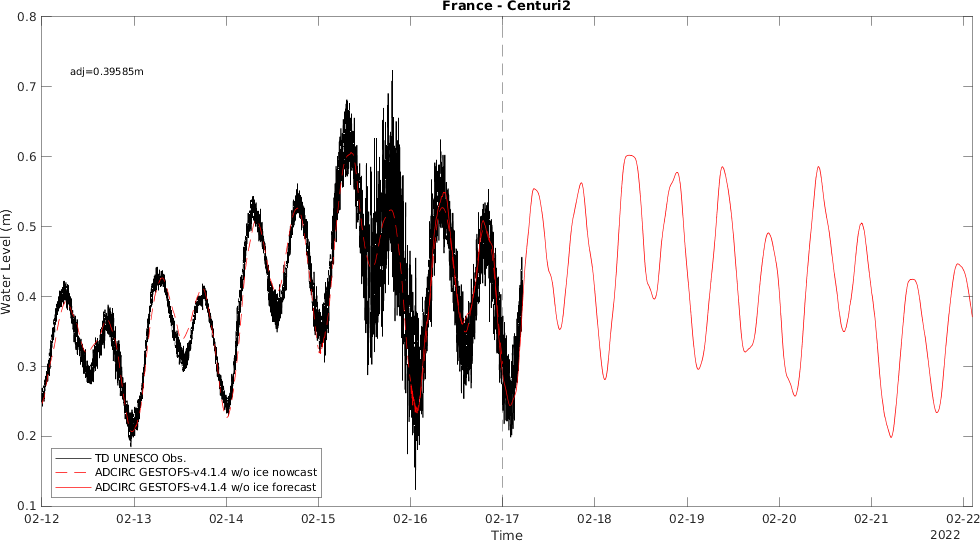 France - Centuri2
0.8
0.7
0.6
0.5
0.4
0.3
0.2
0.1
Water Level (m)
adj=0.39585m
TD UNESCO Obs.
ADCIRC GESTOFS-v4.1.4 w/o ice nowcast
ADCIRC GESTOFS-v4.1.4 w/o ice forecast
02-12 02-13 02-14 02-15 02-16 02-17 02-18 02-19 02-20 02-21 02-22
Time
2022